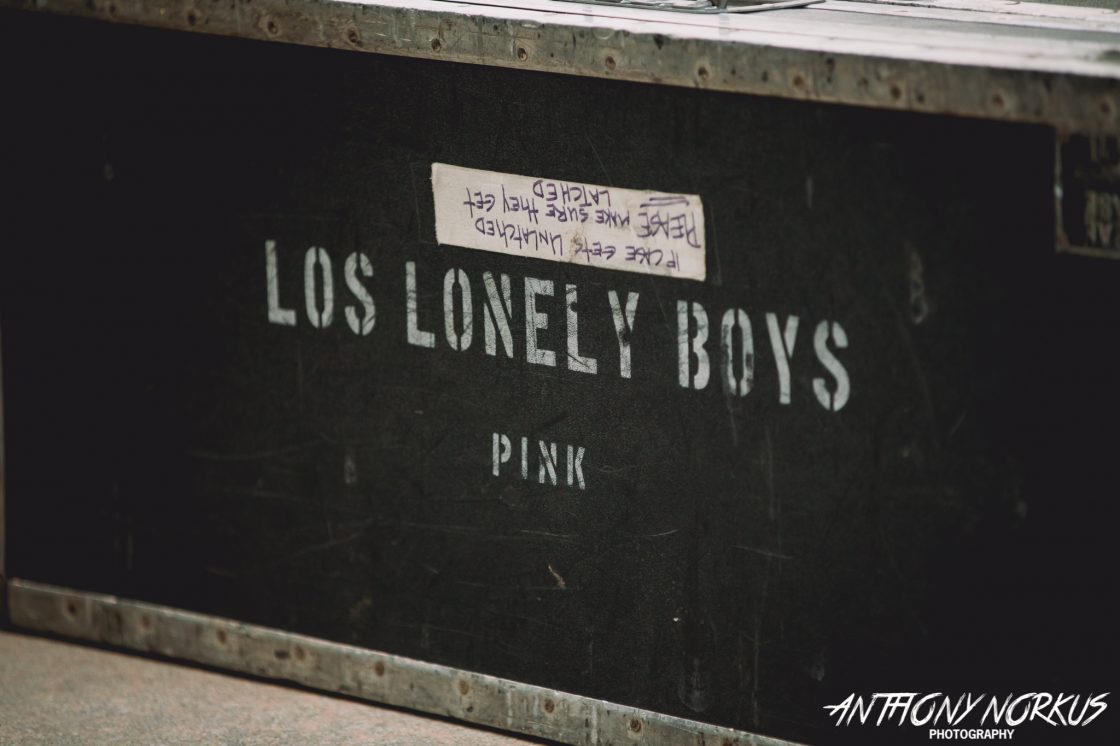 IF CASE GETS UNLATCHED
PLEASE MAKE SURE THEY GET
LATCHED
LOS LONELY BOYS
PINK
ANTHONY NORKUS
PHOTOGRAPHY